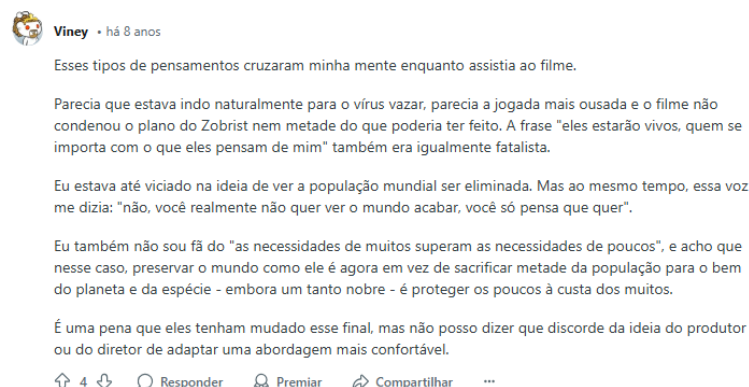 Viney • há 8 anos
Esses tipos de pensamentos cruzaram minha mente enquanto assistia ao filme.
Parecia que estava indo naturalmente para o vírus vazar, parecia a jogada mais ousada e o filme não
condenou o plano do Zobrist nem metade do que poderia ter feito. A frase "eles estarão vivos, quem se
importa com o que eles pensam de mim" também era igualmente fatalista.
Eu estava até viciado na ideia de ver a população mundial ser eliminada. Mas ao mesmo tempo, essa voz
me dizia: "não, você realmente não quer ver o mundo acabar, você só pensa que quer".
Eu também não sou fã do "as necessidades de muitos superam as necessidades de poucos", e acho que
nesse caso, preservar o mundo como ele é agora em vez de sacrificar metade da população para o bem
do planeta e da espécie - embora um tanto nobre - é proteger os poucos à custa dos muitos.
É uma pena que eles tenham mudado esse final, mas não posso dizer que discorde da ideia do produtor
ou do diretor de adaptar uma abordagem mais confortável.
4 Responder Premiar Compartilhar ...